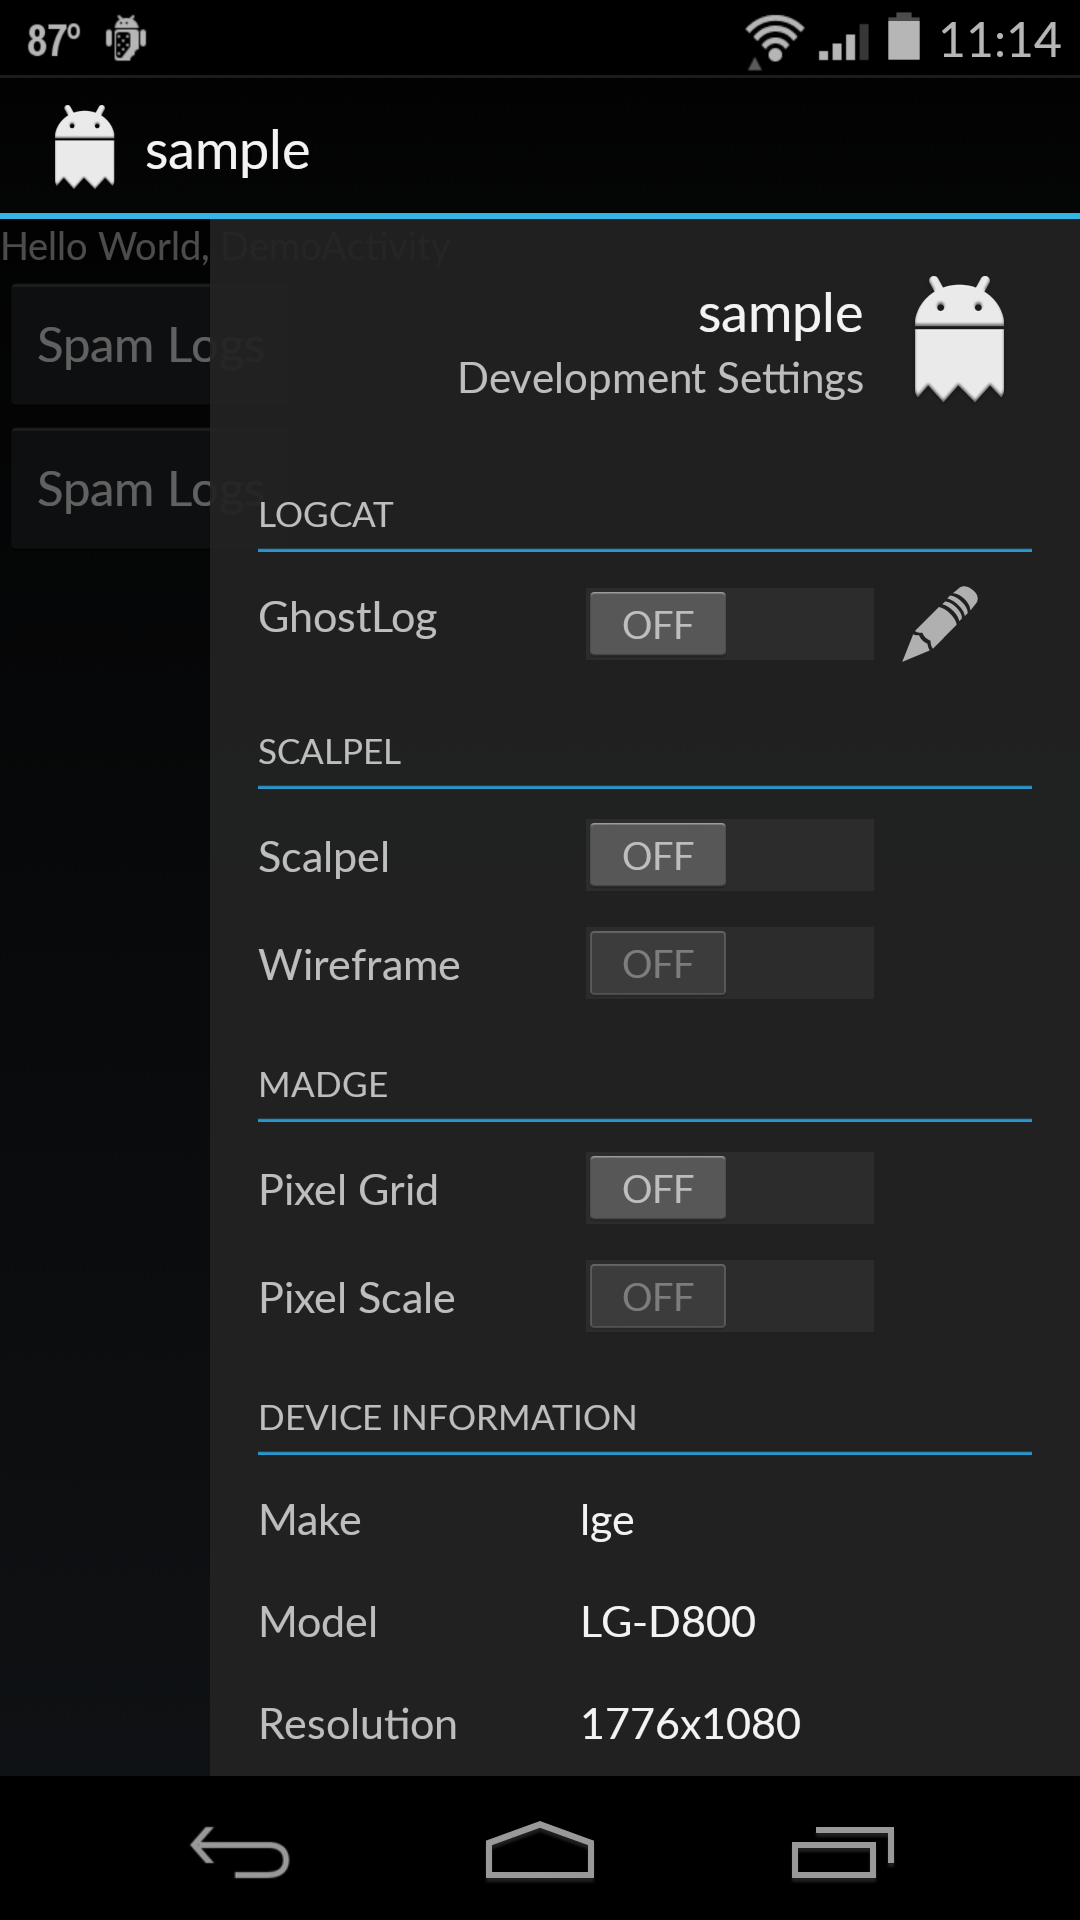 87º
11:14
sample
Hello World, DemoActivity
Spam Logs
Spam Logs
sample
Development Settings
LOGCAT
GhostLog OFF
SCALPEL
Scalpel OFF
Wireframe OFF
MADGE
Pixel Grid OFF
Pixel Scale OFF
DEVICE INFORMATION
Make lge
Model LG-D800
Resolution 1776x1080